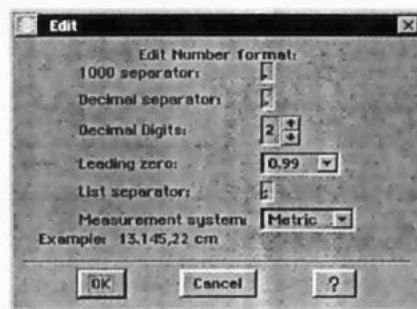 Edit
Edit Number format:
1000 separator: .
Decimal separator: ,
Decimal Digits: 2
Leading zero: 0.99
List separator: ;
Measurement system: Metric
Example: 13.145,22 cm
OK Cancel ?